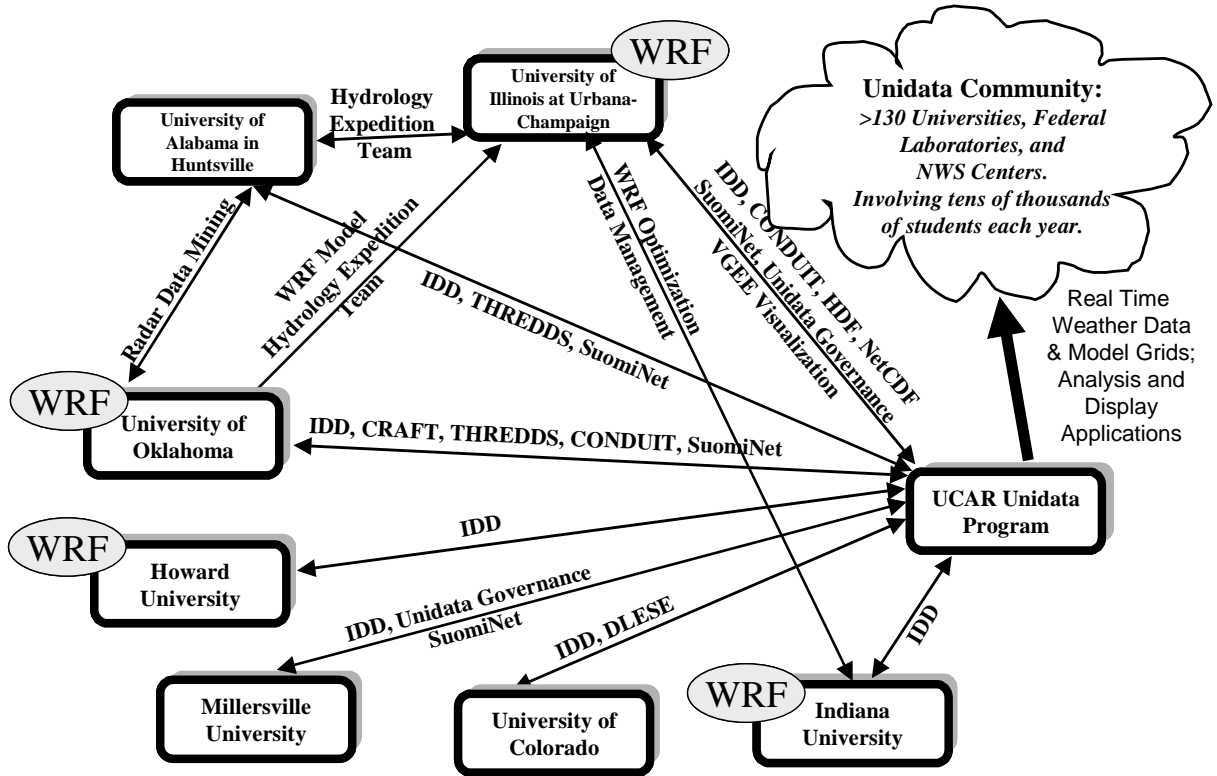 WRF
University of
Illinois at Urbana-
Champaign
University of
Alabama in
Huntsville
Hydrology
Expedition
Team
Unidata Community:
>130 Universities, Federal
Laboratories, and
NWS Centers.
Involving tens of thousands
of students each year.
Radar Data Mining
WRF Model
Hydrology Expedition
Team
IDD, THREDDS, SuomiNet
WRF Optimization
Data Management
IDD, CONDUIT, HDF, NetCDF
SuomiNet, Unidata Governance
VGEE Visualization
Real Time
Weather Data
& Model Grids;
Analysis and
Display
Applications
WRF
University of
Oklahoma
IDD, CRAFT, THREDDS, CONDUIT, SuomiNet
UCAR Unidata
Program
WRF
Howard
University
IDD
IDD, Unidata Governance
SuomiNet
IDD, DLESE
IDD
Millersville
University
University of
Colorado
WRF
Indiana
University